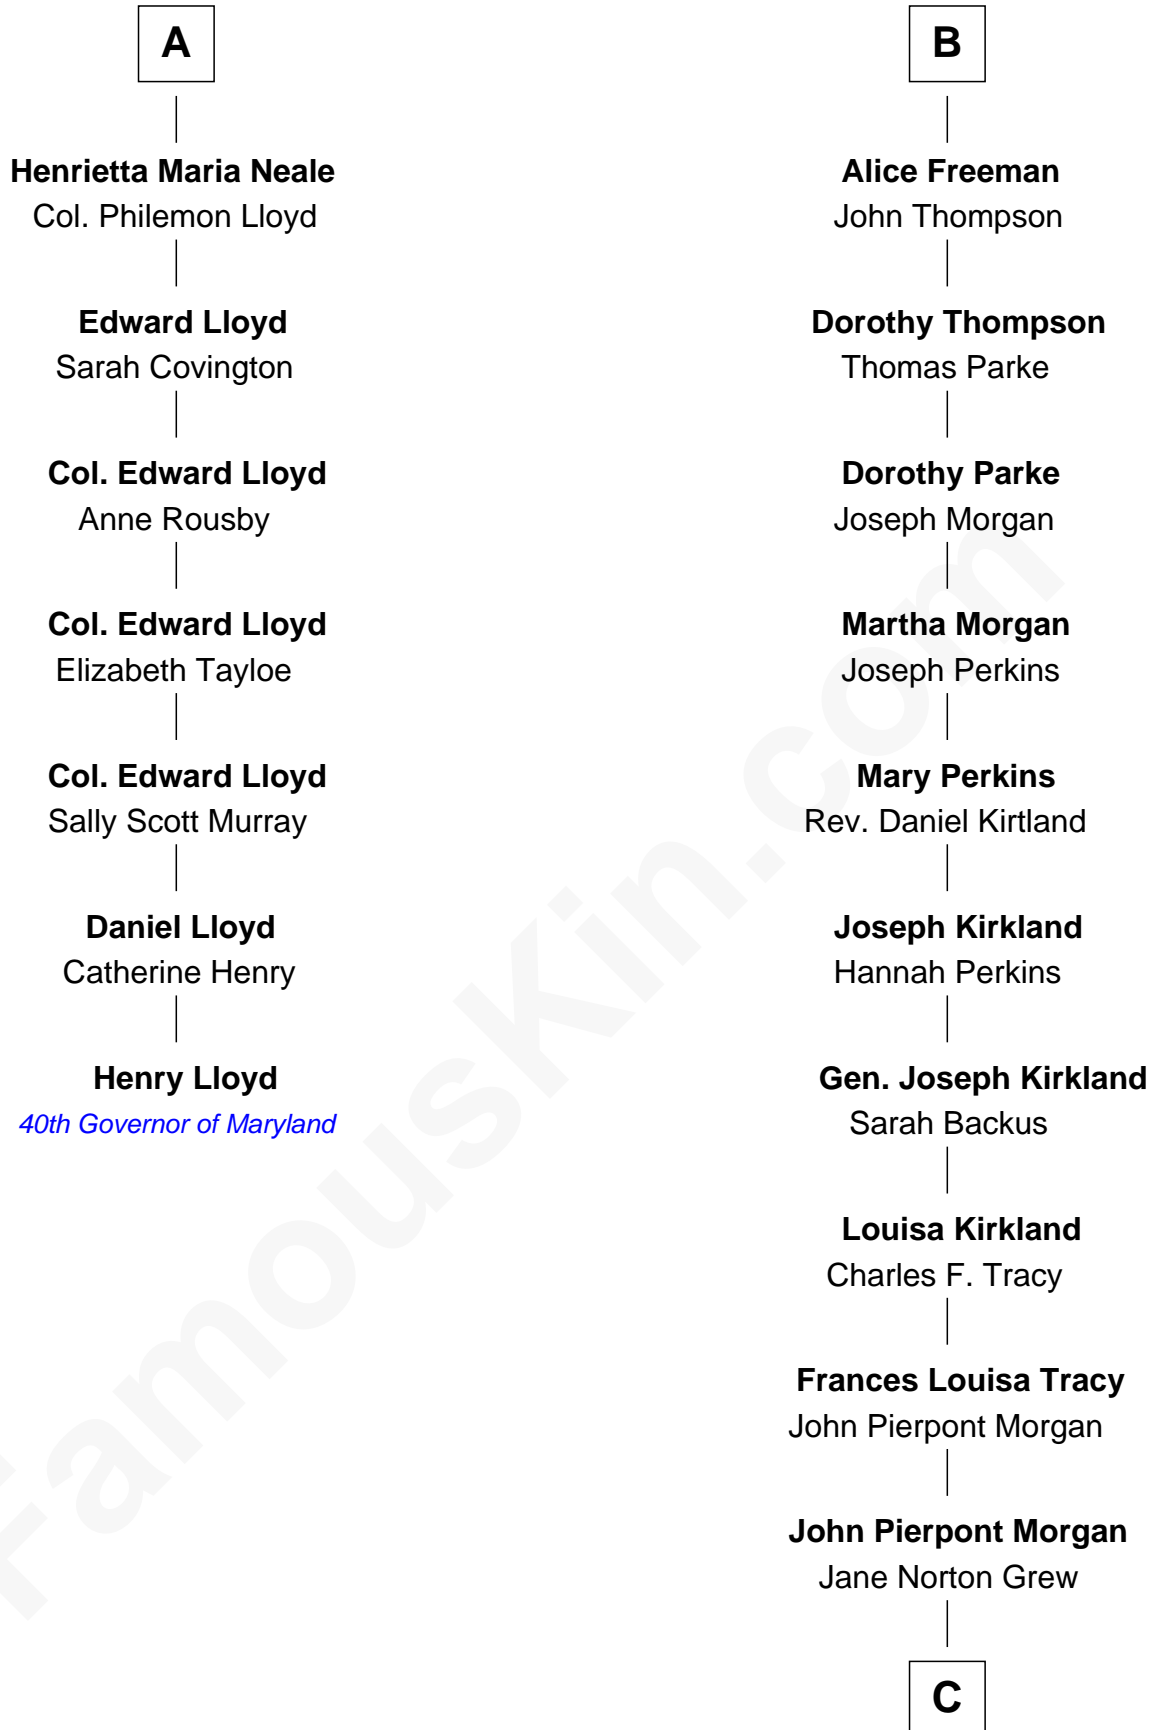 A
Henrietta Maria Neale
Col. Philemon Lloyd
Edward Lloyd
Sarah Covington
Col. Edward Lloyd
Anne Rousby
Col. Edward Lloyd
Elizabeth Tayloe
Col. Edward Lloyd
Sally Scott Murray
Daniel Lloyd
Catherine Henry
Henry Lloyd
40th Governor of Maryland
B
Alice Freeman
John Thompson
Dorothy Thompson
Thomas Parke
Dorothy Parke
Joseph Morgan
Martha Morgan
Joseph Perkins
Mary Perkins
Rev. Daniel Kirtland
Joseph Kirkland
Hannah Perkins
Gen. Joseph Kirkland
Sarah Backus
Louisa Kirkland
Charles F. Tracy
Frances Louisa Tracy
John Pierpont Morgan
John Pierpont Morgan
Jane Norton Grew
C
FamousKin.com